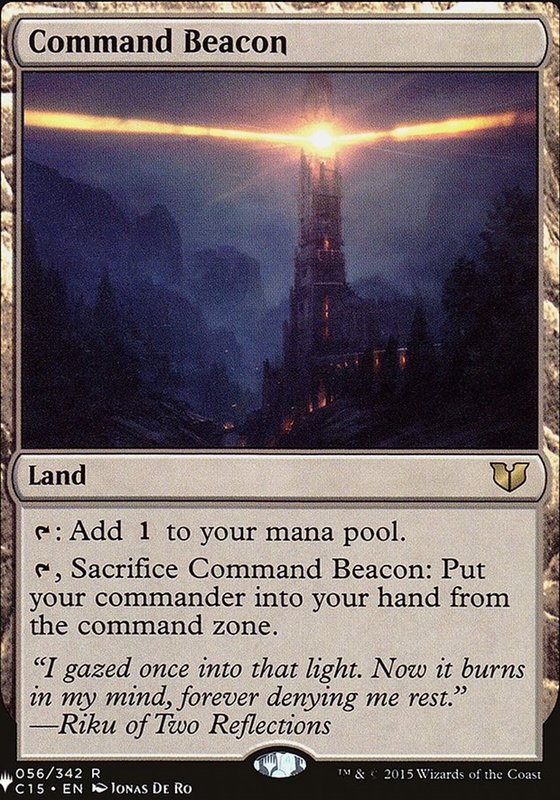 Command Beacon
Land
: Add 1 to your mana pool.
, Sacrifice Command Beacon: Put
your commander into your hand from
the command zone.
“I gazed once into that light. Now it burns
in my mind, forever denying me rest.”
—Riku of Two Reflections
056/342 R
C15 • EN Jonas De Ro
™ & © 2015 Wizards of the Coast